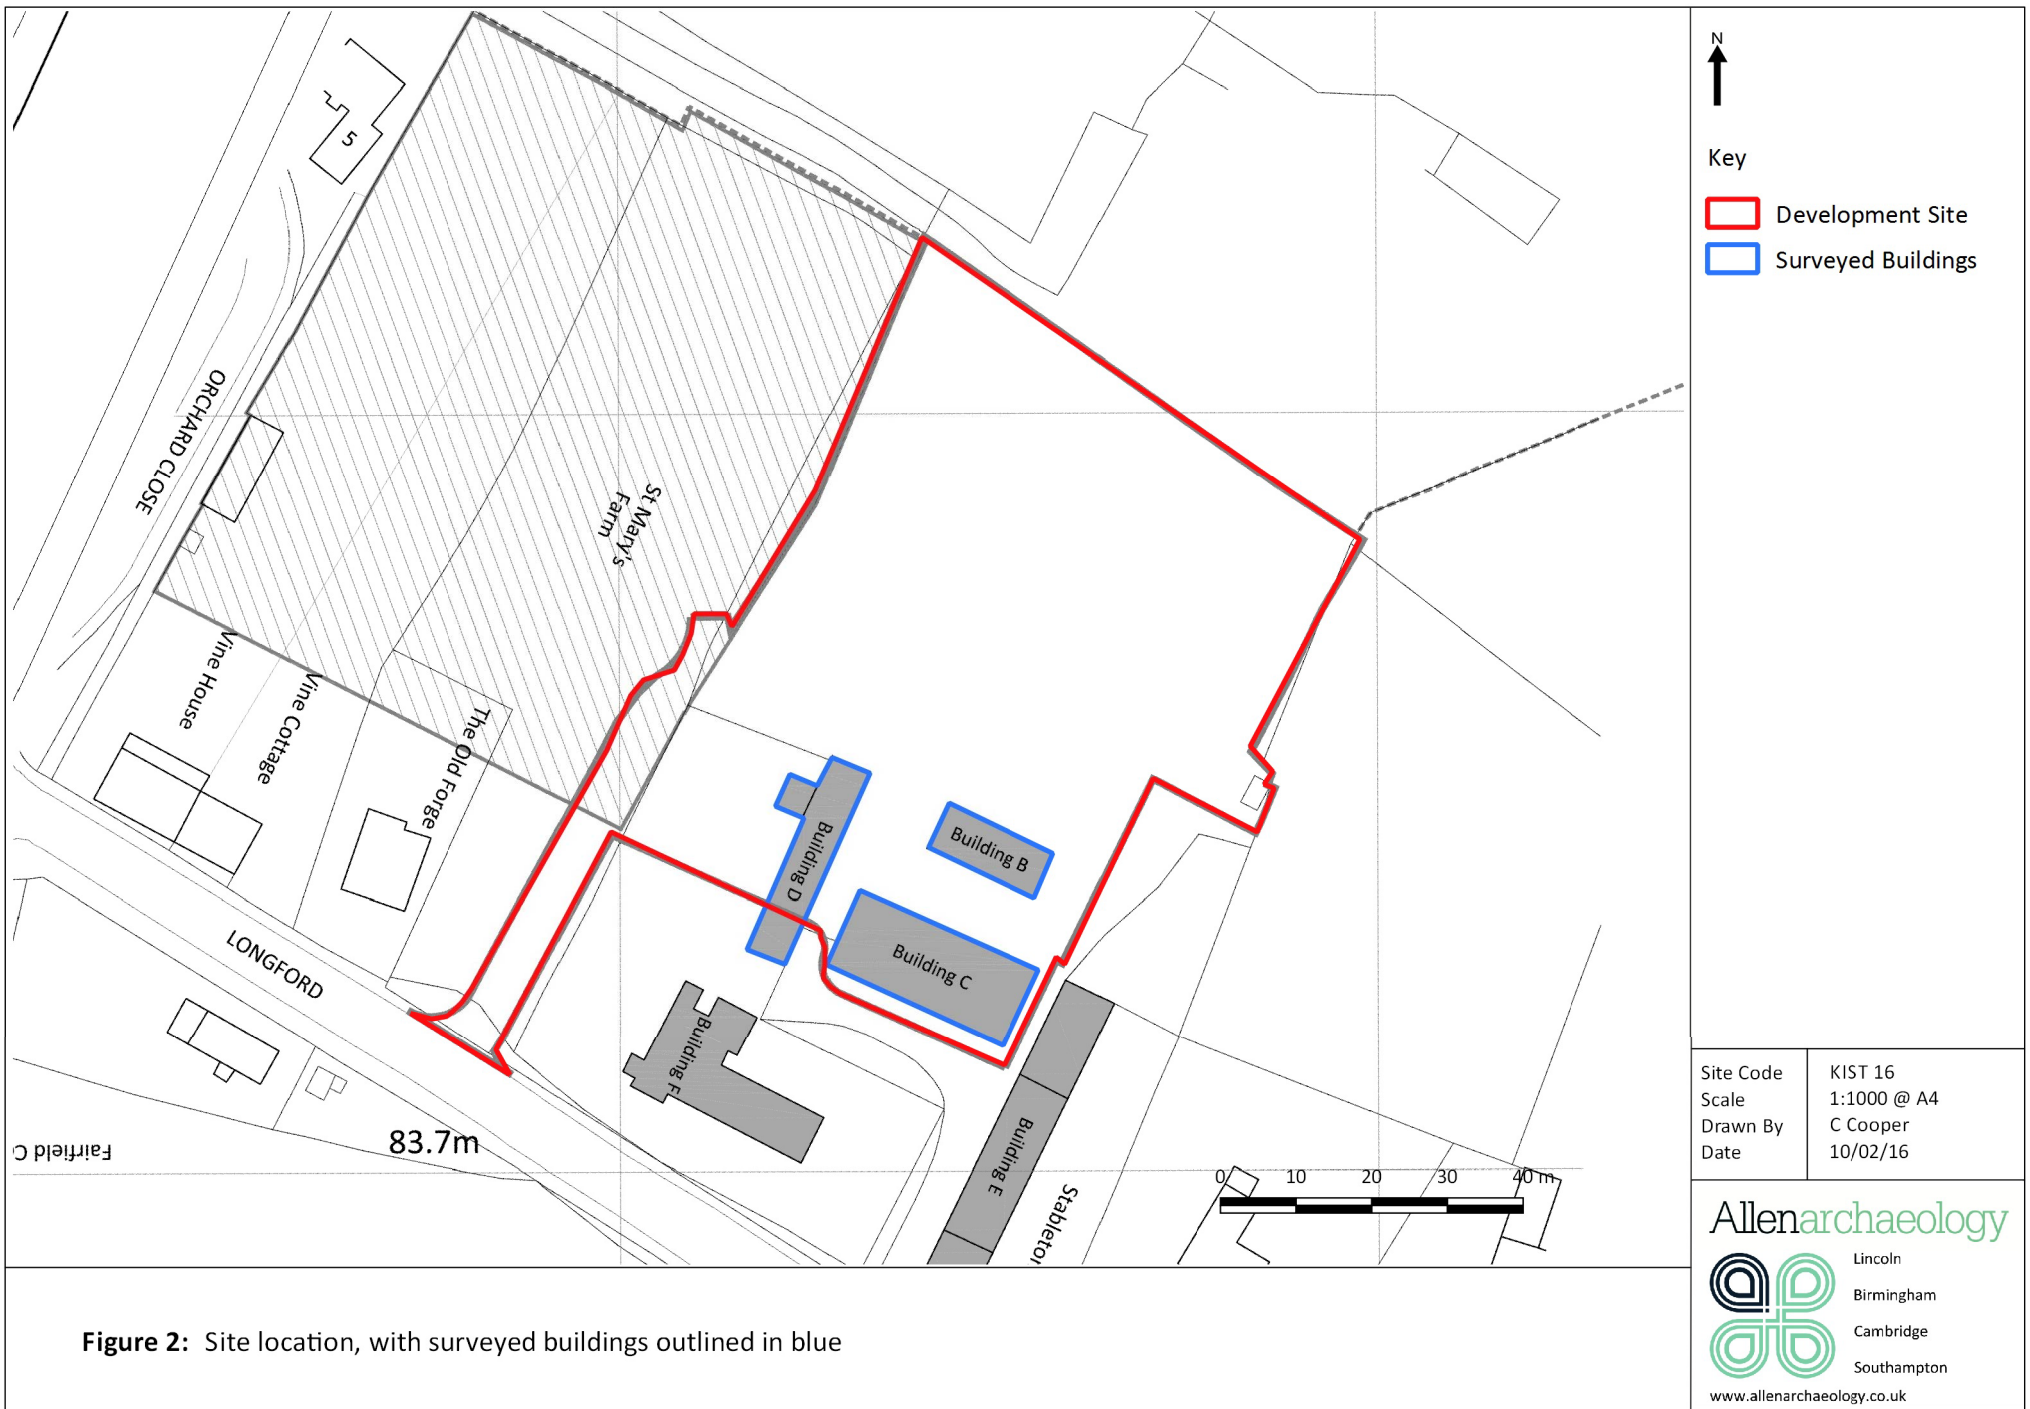 N
Key
Development Site
Surveyed Buildings
5
ORCHARD CLOSE
St Mary's
Farm
Vine House
Vine Cottage
The Old Forge
Building D
Building B
Building C
LONGFORD
Building F
Building E
83.7m
Fairfield C
Stabletor
0 10 20 30 40 m
Site Code KIST 16
Scale 1:1000 @ A4
Drawn By C Cooper
Date 10/02/16
Allenarchaeology
Lincoln
Birmingham
Cambridge
Southampton
www.allenarchaeology.co.uk
Figure 2: Site location, with surveyed buildings outlined in blue